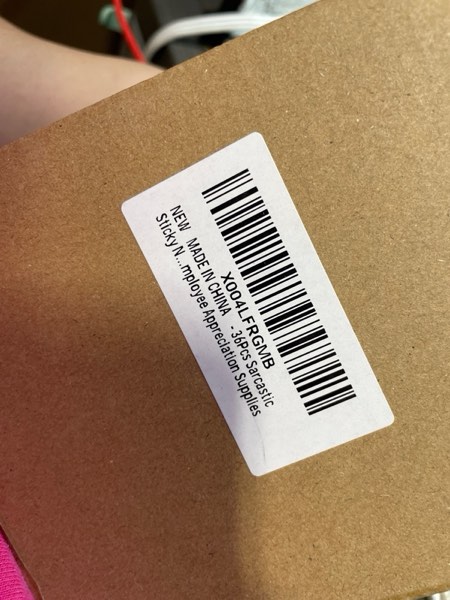 X004LFRGMB
NEW MADE IN CHINA - 36Pcs Sarcastic
Sticky N...mployee Appreciation Supplies